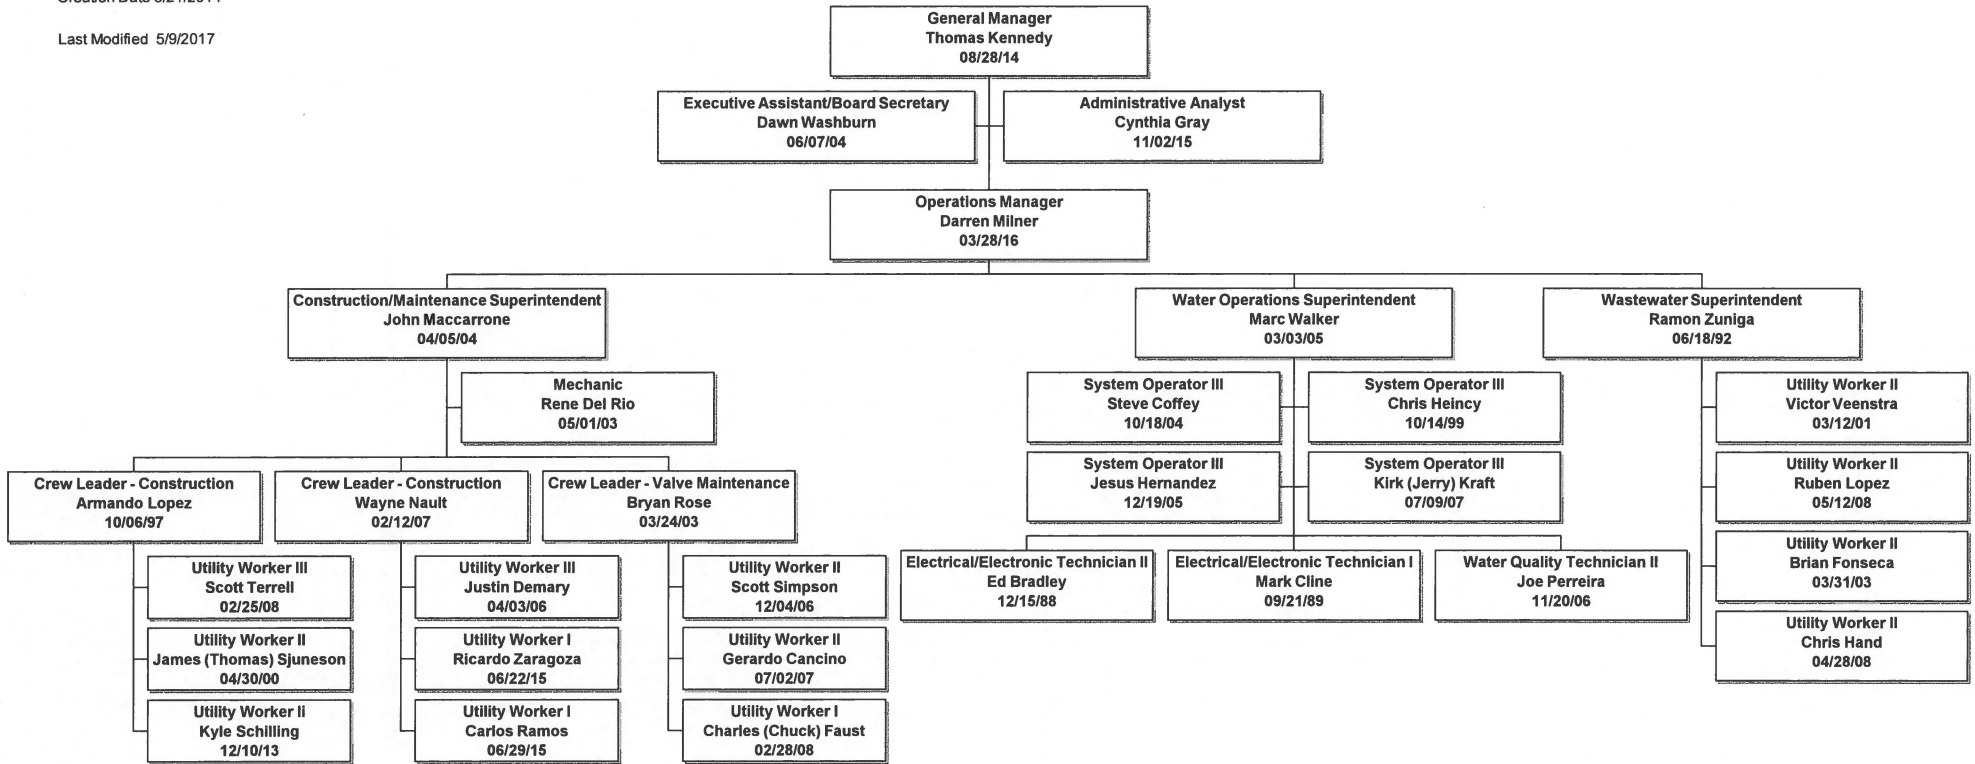 Last Modified 5/9/2017
General Manager
Thomas Kennedy
08/28/14
Executive Assistant/Board Secretary
Dawn Washburn
06/07/04
Administrative Analyst
Cynthia Gray
11/02/15
Operations Manager
Darren Milner
03/28/16
Construction/Maintenance Superintendent
John Maccarrone
04/05/04
Water Operations Superintendent
Marc Walker
03/03/05
Wastewater Superintendent
Ramon Zuniga
06/18/92
Mechanic
Rene Del Rio
05/01/03
System Operator III
Steve Coffey
10/18/04
System Operator III
Chris Heincy
10/14/99
Utility Worker II
Victor Veenstra
03/12/01
Crew Leader - Construction
Armando Lopez
10/06/97
Crew Leader - Construction
Wayne Nault
02/12/07
Crew Leader - Valve Maintenance
Bryan Rose
03/24/03
System Operator III
Jesus Hernandez
12/19/05
System Operator III
Kirk (Jerry) Kraft
07/09/07
Utility Worker II
Ruben Lopez
05/12/08
Utility Worker III
Scott Terrell
02/25/08
Utility Worker III
Justin Demary
04/03/06
Utility Worker II
Scott Simpson
12/04/06
Electrical/Electronic Technician II
Ed Bradley
12/15/88
Electrical/Electronic Technician I
Mark Cline
09/21/89
Water Quality Technician II
Joe Perreira
11/20/06
Utility Worker II
Brian Fonseca
03/31/03
Utility Worker II
James (Thomas) Sjuneson
04/30/00
Utility Worker I
Ricardo Zaragoza
06/22/15
Utility Worker II
Gerardo Cancino
07/02/07
Utility Worker II
Chris Hand
04/28/08
Utility Worker Ii
Kyle Schilling
12/10/13
Utility Worker I
Carlos Ramos
06/29/15
Utility Worker I
Charles (Chuck) Faust
02/28/08